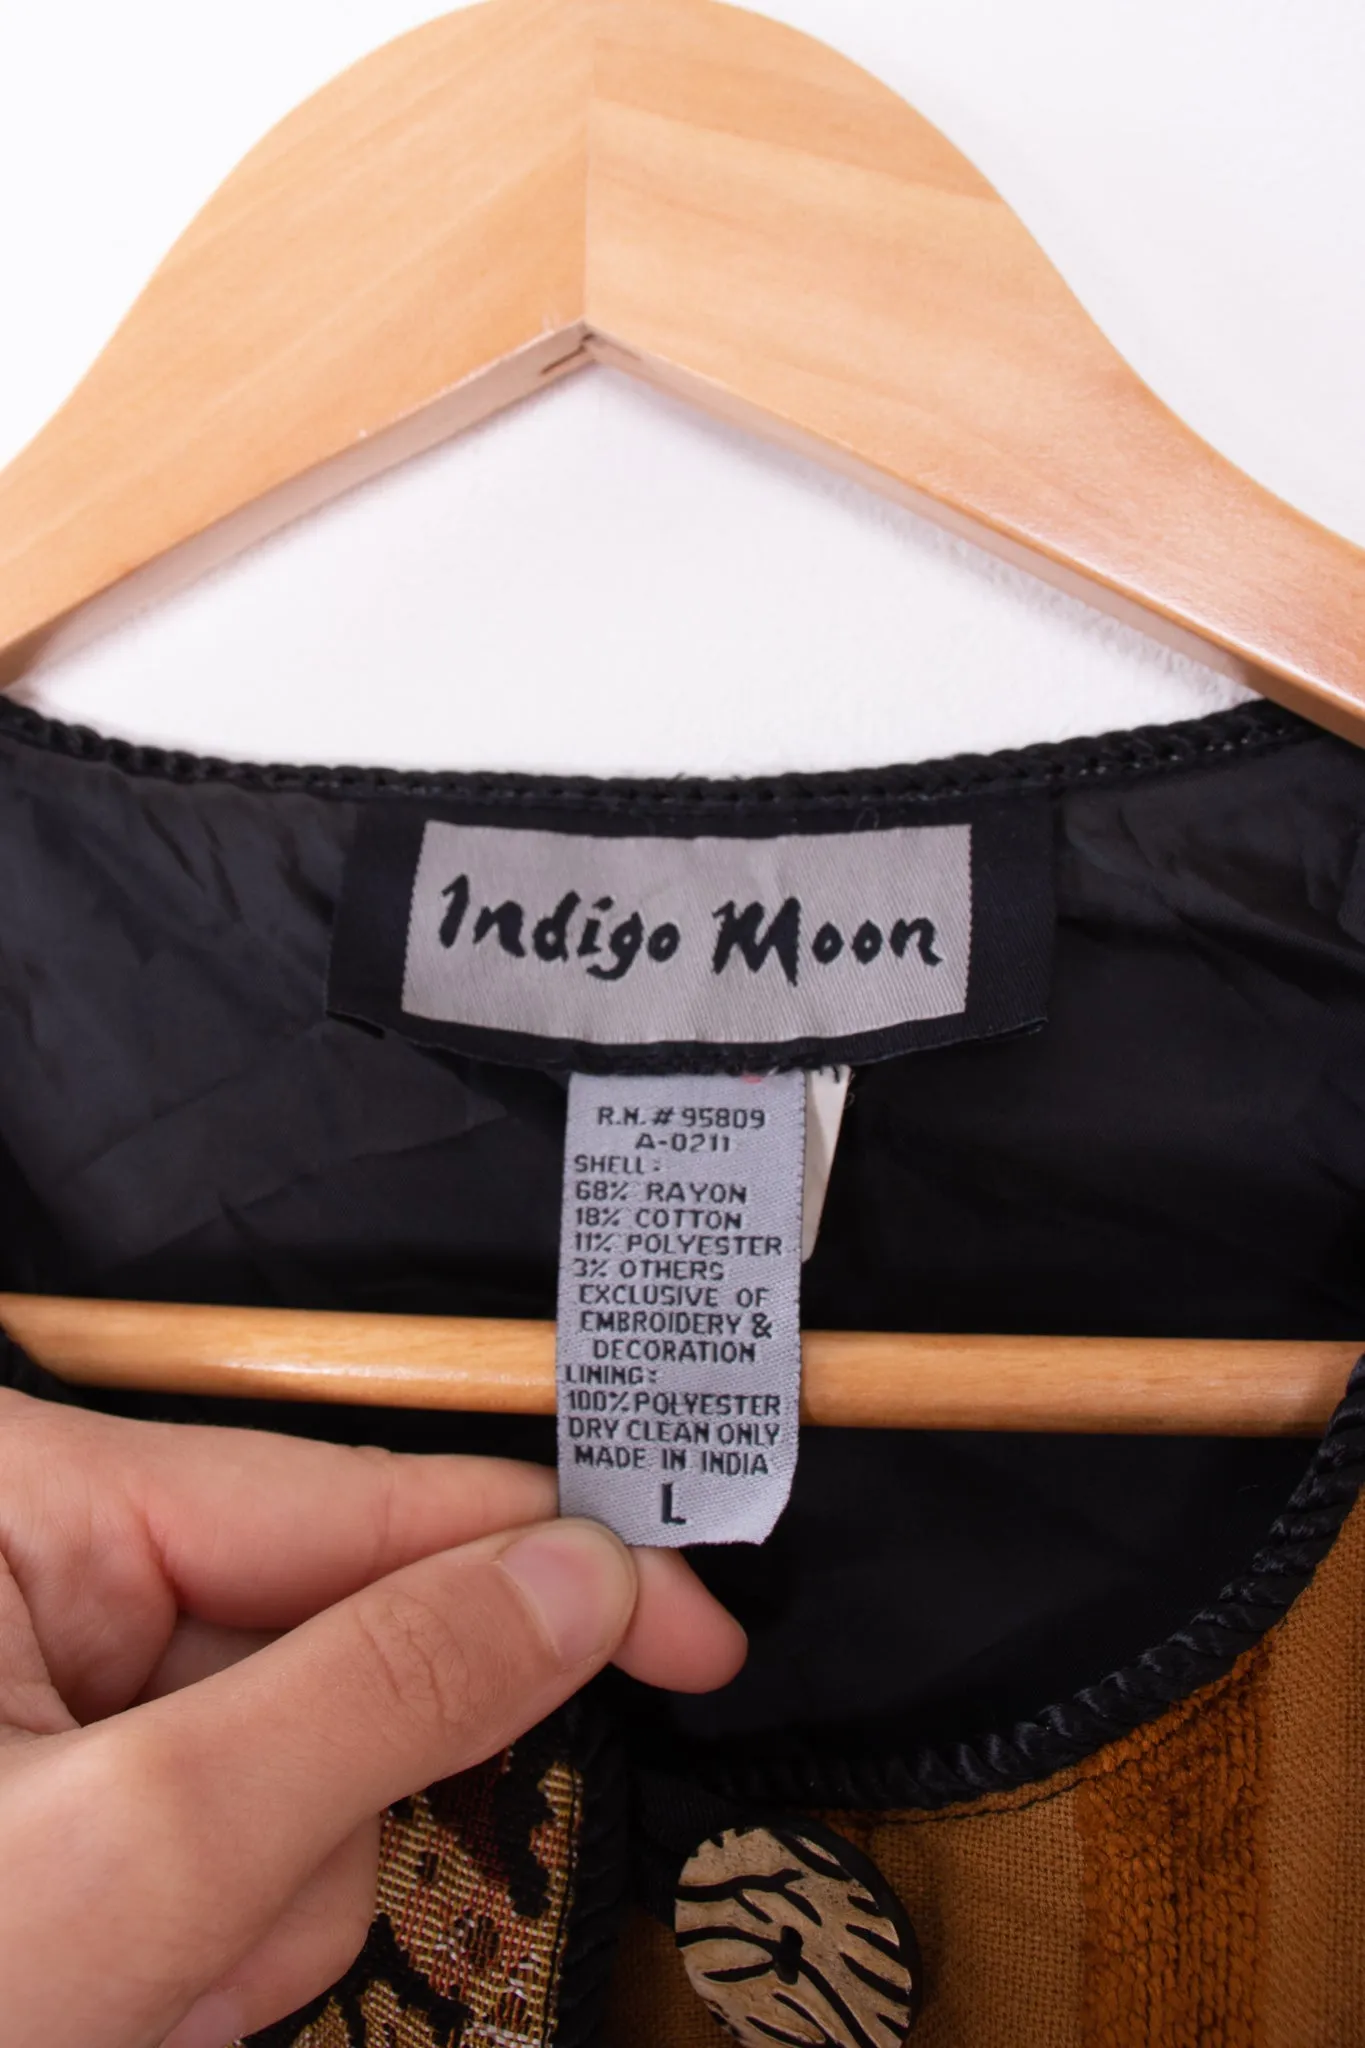 Indigo Moon
R.N. # 95809
A-0211
SHELL:
68% RAYON
18% COTTON
11% POLYESTER
3% OTHERS
EXCLUSIVE OF
EMBROIDERY &
DECORATION
LINING:
100% POLYESTER
DRY CLEAN ONLY
MADE IN INDIA
L